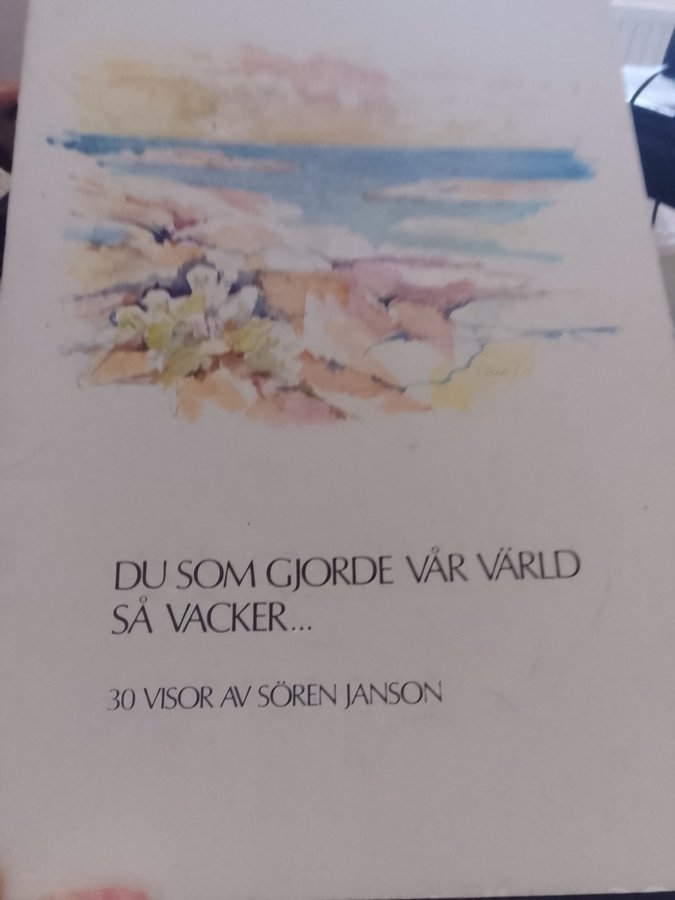 DU SOM GJORDE VÅR VÄRLD
SÅ VACKER...
30 VISOR AV SÖREN JANSON